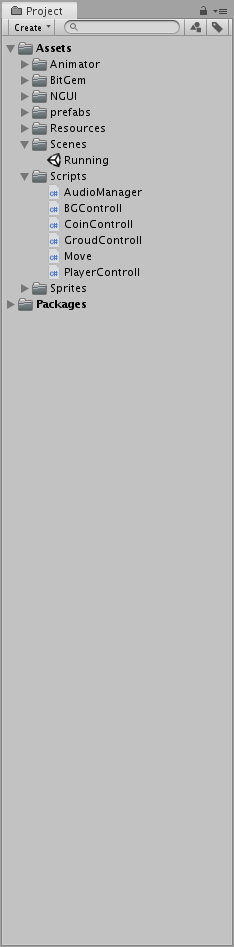 Project
Create
Assets
Animator
BitGem
NGUI
prefabs
Resources
Scenes
Running
Scripts
AudioManager
BGControll
CoinControll
GroudControll
Move
PlayerControll
Sprites
Packages